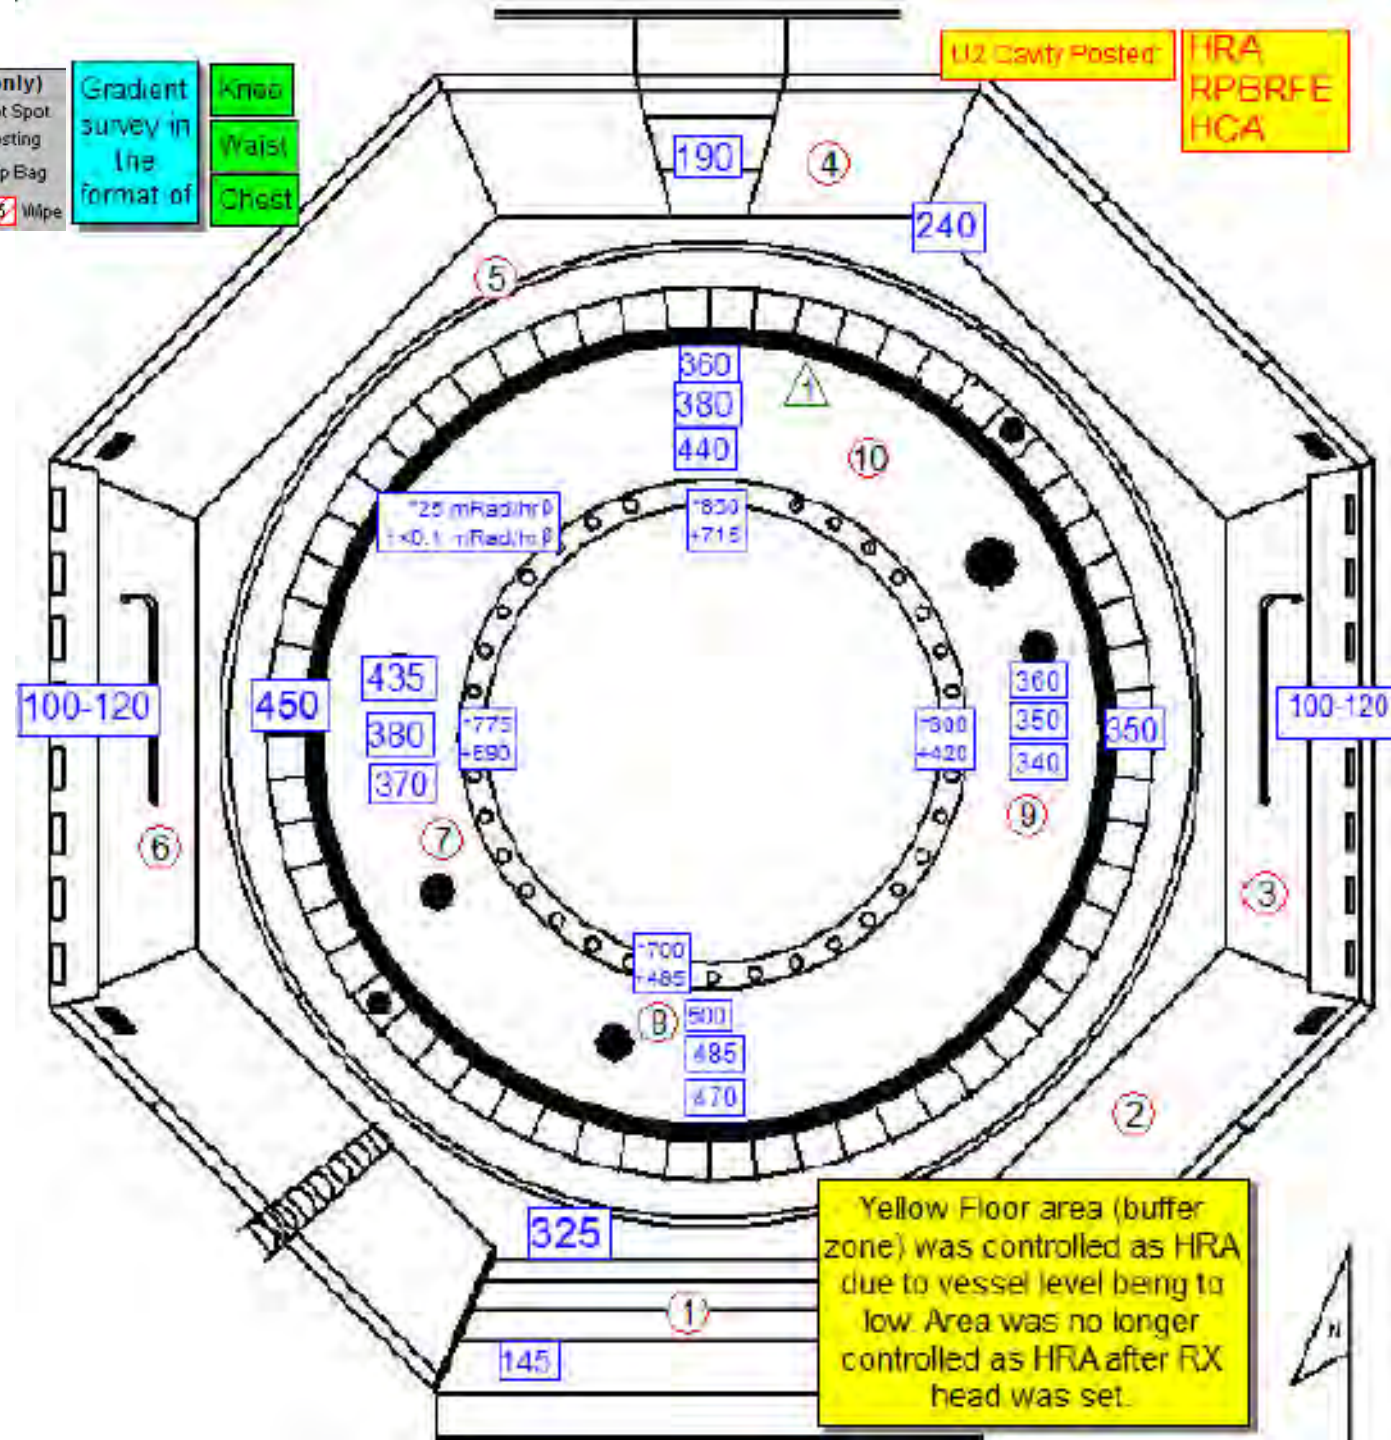 only)
t Spot
sting
p Bag
Wipe
Gradient
survey in
the
format of
Knee
Waist
Chest
U2 Cavity Posted:
HRA
RPBRFE
HCA
190
4
240
5
360
380
440
1
10
*25 mRad/hr β
+<0.1 mRad/hr β
+715
100-120
450
435
380
370
*775
+420
360
350
340
350
100-120
6
7
9
3
*700
+485
8
500
485
470
2
325
1
145
Yellow Floor area (buffer
zone) was controlled as HRA
due to vessel level being to
low. Area was no longer
controlled as HRA after RX
head was set.
N